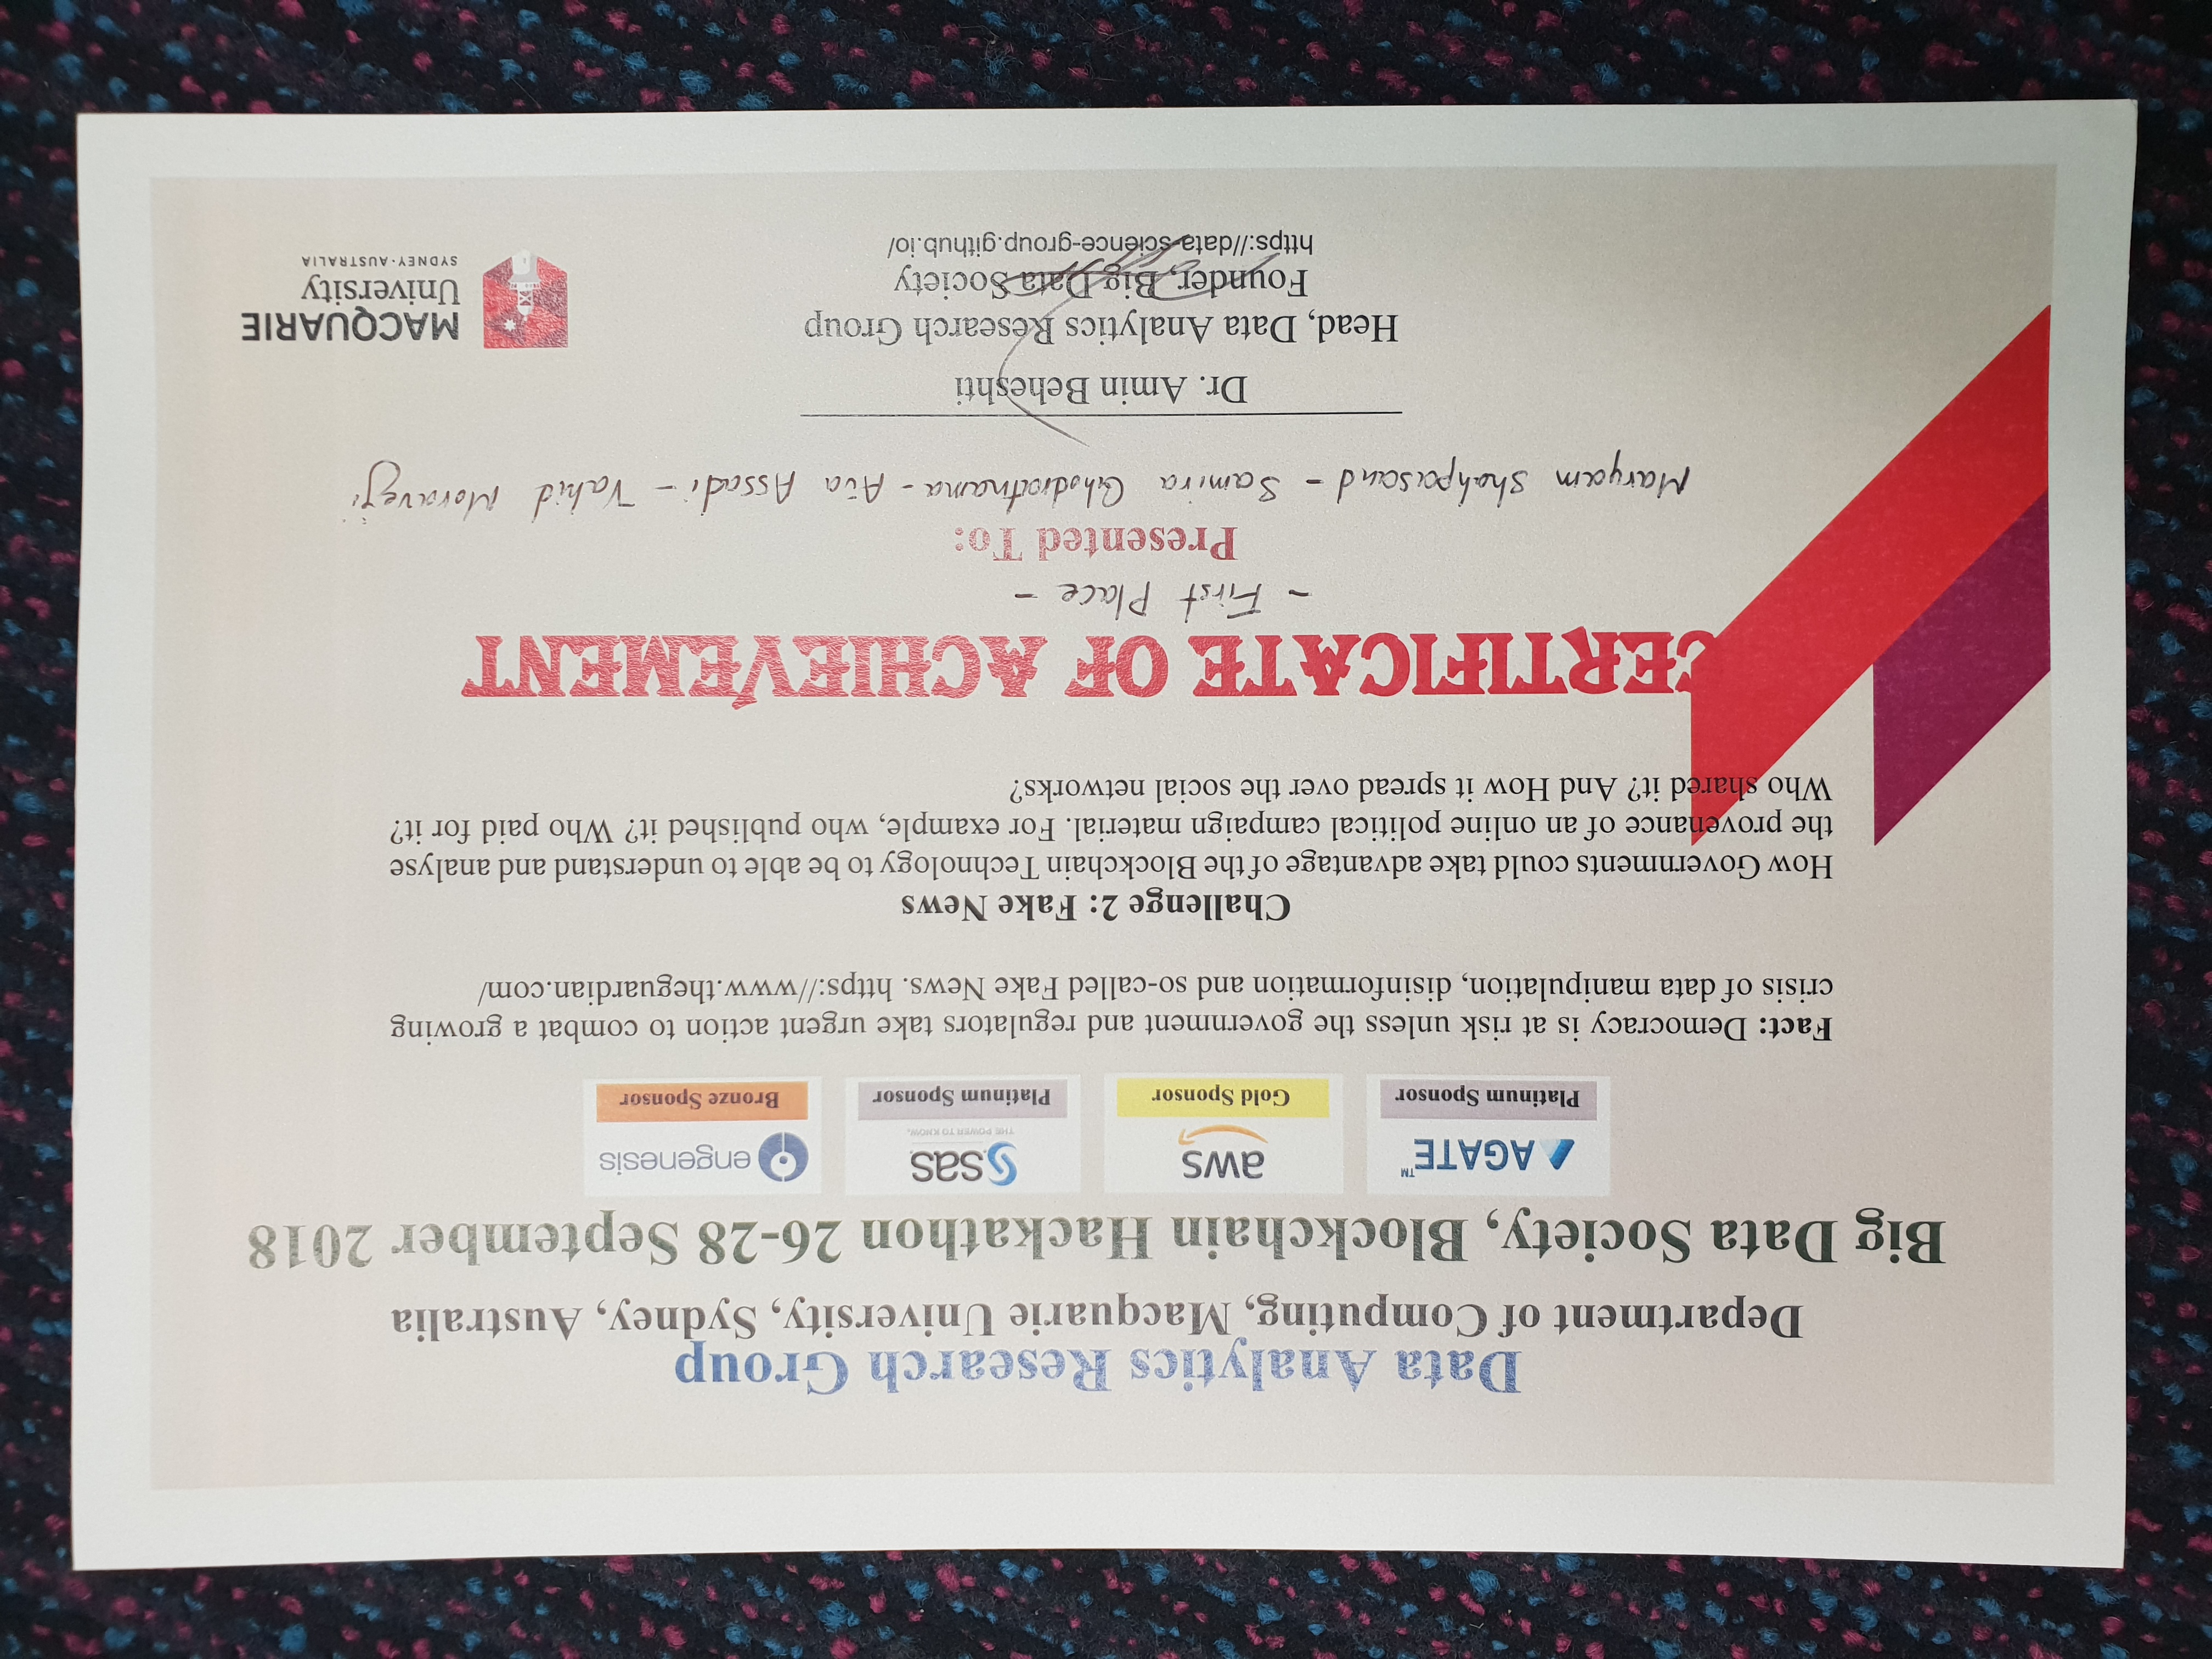 Data Analytics Research Group
Department of Computing, Macquarie University, Sydney, Australia
Big Data Society, Blockchain Hackathon 26-28 September 2018
AGATE™
Platinum Sponsor
aws
Gold Sponsor
sas
THE POWER TO KNOW.
Platinum Sponsor
engenesis
Bronze Sponsor
Fact: Democracy is at risk unless the government and regulators take urgent action to combat a growing
crisis of data manipulation, disinformation and so-called Fake News. https://www.theguardian.com/
Challenge 2: Fake News
How Governments could take advantage of the Blockchain Technology to be able to understand and analyse
the provenance of an online political campaign material. For example, who published it? Who paid for it?
Who shared it? And How it spread over the social networks?
CERTIFICATE OF ACHIEVEMENT
- First Place -
Presented To:
Maryam Shahpasand - Samira Ghodratnama - Ava Assadi - Vahid Moraveji
Dr. Amin Beheshti
Head, Data Analytics Research Group
Founder, Big Data Society
https://data-science-group.github.io/
MACQUARIE
University
SYDNEY·AUSTRALIA